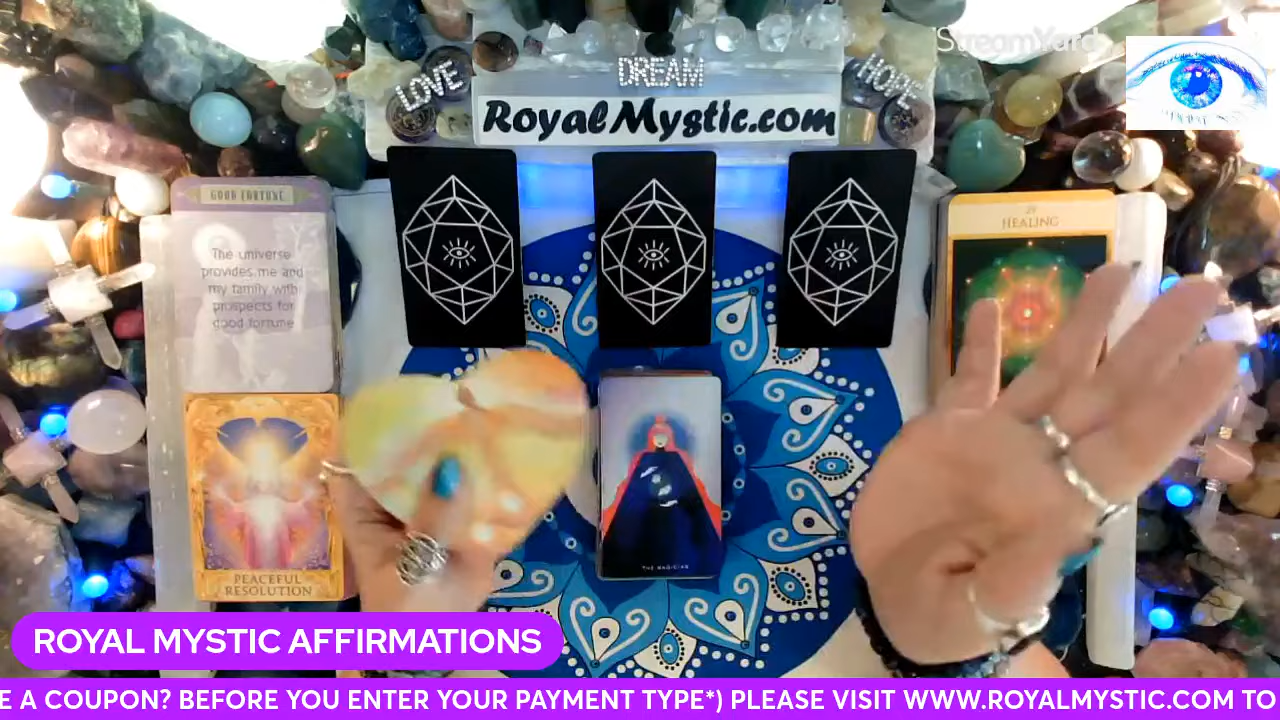 StreamYard
LOVE
DREAM
HOPE
RoyalMystic.com
GOOD FORTUNE
The universe
provides me and
my family with
prospects for
good fortune
HEALING
PEACEFUL
RESOLUTION
THE MAGICIAN
ROYAL MYSTIC AFFIRMATIONS
E A COUPON? BEFORE YOU ENTER YOUR PAYMENT TYPE*) PLEASE VISIT WWW.ROYALMYSTIC.COM TO